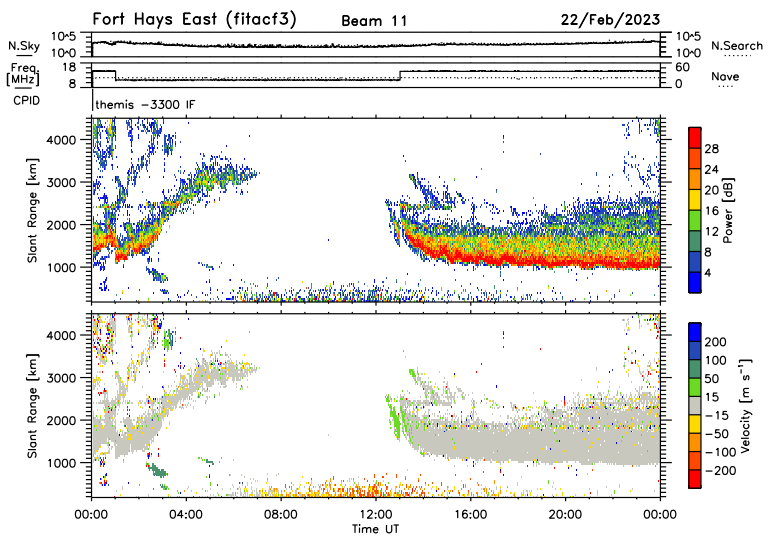 Fort Hays East (fitacf3) Beam 11 22/Feb/2023
N.Sky 10^5 10^0 10^5 10^0 N.Search
Freq. [MHz] 18 8 60 0 Nave
CPID themis -3300 IF
4000
3000
2000
1000
Slant Range [km]
28
24
20
16
12
8
4
Power [dB]
4000
3000
2000
1000
Slant Range [km]
200
100
50
15
-15
-50
-100
-200
Velocity [m s^-1]
00:00 04:00 08:00 12:00 16:00 20:00 00:00
Time UT